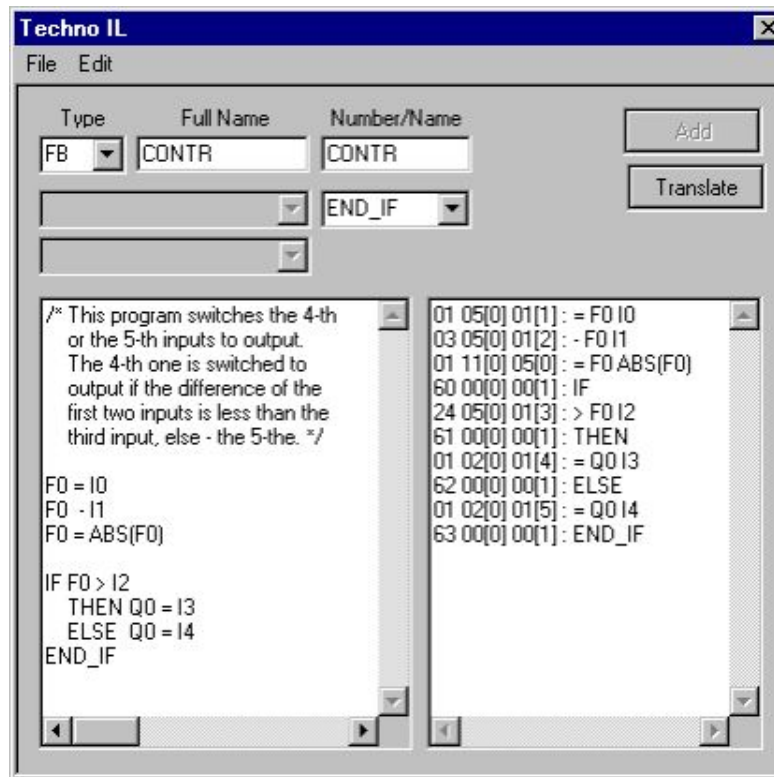 Techno IL
File Edit
Type Full Name Number/Name
FB CONTR CONTR
Add
END_IF
Translate
/* This program switches the 4-th
or the 5-th inputs to output.
The 4-th one is switched to
output if the difference of the
first two inputs is less than the
third input, else - the 5-the. */
F0 = I0
F0 - I1
F0 = ABS(F0)
IF F0 > I2
THEN Q0 = I3
ELSE Q0 = I4
END_IF
01 05[0] 01[1] : = F0 I0
03 05[0] 01[2] : - F0 I1
01 11[0] 05[0] : = F0 ABS(F0)
60 00[0] 00[1] : IF
24 05[0] 01[3] : > F0 I2
61 00[0] 00[1] : THEN
01 02[0] 01[4] : = Q0 I3
62 00[0] 00[1] : ELSE
01 02[0] 01[5] : = Q0 I4
63 00[0] 00[1] : END_IF